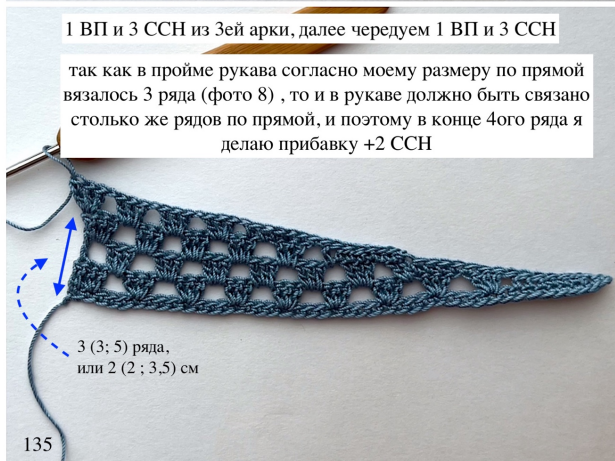 1 ВП и 3 ССН из 3ей арки, далее чередуем 1 ВП и 3 ССН
так как в пройме рукава согласно моему размеру по прямой
вязалось 3 ряда (фото 8) , то и в рукаве должно быть связано
столько же рядов по прямой, и поэтому в конце 4ого ряда я
делаю прибавку +2 ССН
3 (3; 5) ряда,
или 2 (2 ; 3,5) см
135